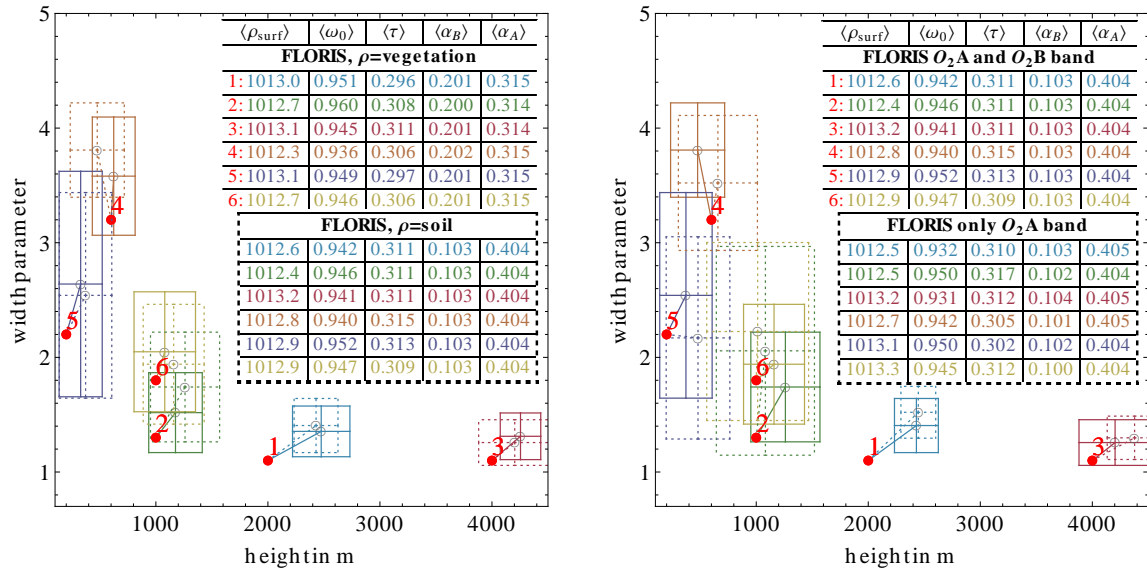 ⟨ρsurf⟩ ⟨ω0⟩ ⟨τ⟩ ⟨αB⟩ ⟨αA⟩
FLORIS, ρ=vegetation
1: 1013.0 0.951 0.296 0.201 0.315
2: 1012.7 0.960 0.308 0.200 0.314
3: 1013.1 0.945 0.311 0.201 0.314
4: 1012.3 0.936 0.306 0.202 0.315
5: 1013.1 0.949 0.297 0.201 0.315
6: 1012.7 0.946 0.306 0.201 0.315
FLORIS, ρ=soil
1012.6 0.942 0.311 0.103 0.404
1012.4 0.946 0.311 0.103 0.404
1013.2 0.941 0.311 0.103 0.404
1012.8 0.940 0.315 0.103 0.404
1012.9 0.952 0.313 0.103 0.404
1012.9 0.947 0.309 0.103 0.404
5
4
3
2
1
widthparameter
4
5
6
2
1
3
1000 2000 3000 4000
heightin m
⟨ρsurf⟩ ⟨ω0⟩ ⟨τ⟩ ⟨αB⟩ ⟨αA⟩
FLORIS O2A and O2B band
1: 1012.6 0.942 0.311 0.103 0.404
2: 1012.4 0.946 0.311 0.103 0.404
3: 1013.2 0.941 0.311 0.103 0.404
4: 1012.8 0.940 0.315 0.103 0.404
5: 1012.9 0.952 0.313 0.103 0.404
6: 1012.9 0.947 0.309 0.103 0.404
FLORIS only O2A band
1012.5 0.932 0.310 0.103 0.405
1012.5 0.950 0.317 0.102 0.404
1013.2 0.931 0.312 0.104 0.405
1012.7 0.942 0.305 0.101 0.405
1013.1 0.950 0.302 0.102 0.404
1013.3 0.945 0.312 0.100 0.404
5
4
3
2
1
widthparameter
4
5
6
2
1
3
1000 2000 3000 4000
heightin m